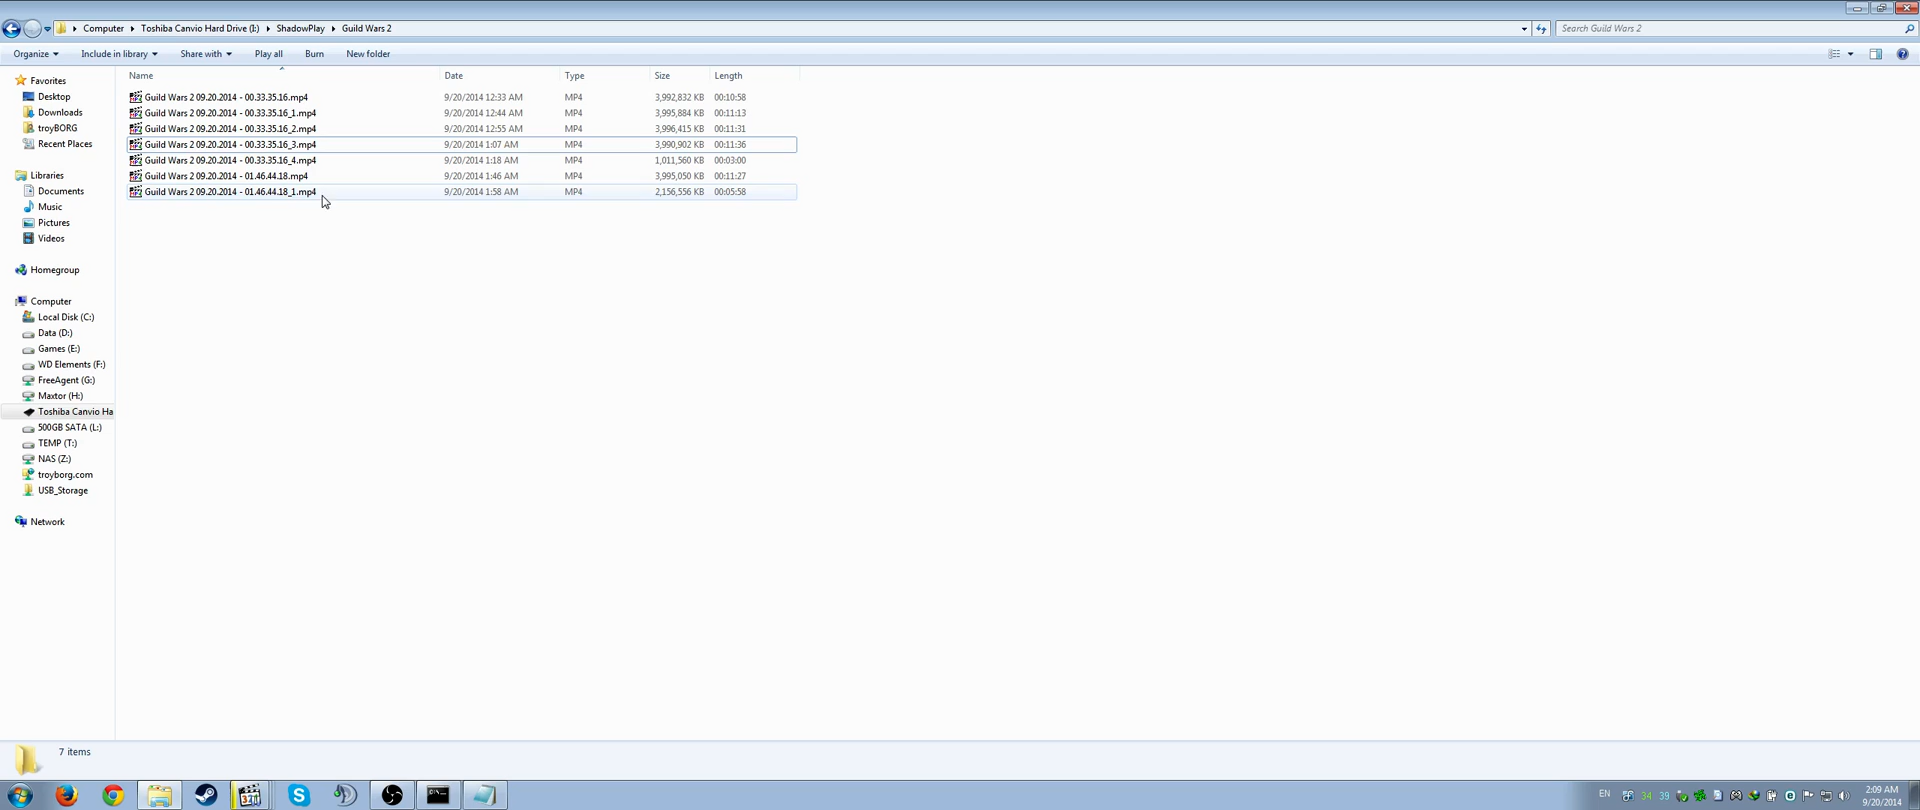 Computer ▸ Toshiba Canvio Hard Drive (I:) ▸ ShadowPlay ▸ Guild Wars 2
Search Guild Wars 2
Organize Include in library Share with Play all Burn New folder
Favorites
Desktop
Downloads
troyBORG
Recent Places
Libraries
Documents
Music
Pictures
Videos
Homegroup
Computer
Local Disk (C:)
Data (D:)
Games (E:)
WD Elements (F:)
FreeAgent (G:)
Maxtor (H:)
Toshiba Canvio Ha
500GB SATA (L:)
TEMP (T:)
NAS (Z:)
troyborg.com
USB_Storage
Network
Name Date Type Size Length
Guild Wars 2 09.20.2014 - 00.33.35.16.mp4 9/20/2014 12:33 AM MP4 3,992,832 KB 00:10:58
Guild Wars 2 09.20.2014 - 00.33.35.16_1.mp4 9/20/2014 12:44 AM MP4 3,995,884 KB 00:11:13
Guild Wars 2 09.20.2014 - 00.33.35.16_2.mp4 9/20/2014 12:55 AM MP4 3,996,415 KB 00:11:31
Guild Wars 2 09.20.2014 - 00.33.35.16_3.mp4 9/20/2014 1:07 AM MP4 3,990,902 KB 00:11:36
Guild Wars 2 09.20.2014 - 00.33.35.16_4.mp4 9/20/2014 1:18 AM MP4 1,011,560 KB 00:03:00
Guild Wars 2 09.20.2014 - 01.46.44.18.mp4 9/20/2014 1:46 AM MP4 3,995,050 KB 00:11:27
Guild Wars 2 09.20.2014 - 01.46.44.18_1.mp4 9/20/2014 1:58 AM MP4 2,156,556 KB 00:05:58
7 items
EN 34 39 2:09 AM
9/20/2014